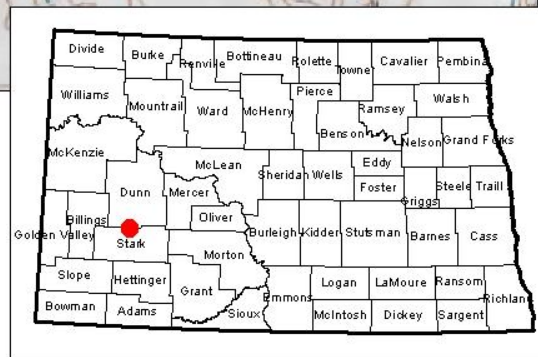 Divide Burke Renville Bottineau Rolette Towne Cavalier Pembina
Williams Mountrail Ward McHenry Pierce Ramsey Walsh
Benson Nelson Grand Forks
McKenzie McLean Sheridan Wells Eddy
Foster Griggs Steele Traill
Dunn Mercer Oliver
Golden Valley Billings Stark Morton Burleigh Kidder Stutsman Barnes Cass
Slope Hettinger Grant Emmons Logan LaMoure Ransom Richland
Bowman Adams Sioux McIntosh Dickey Sargent